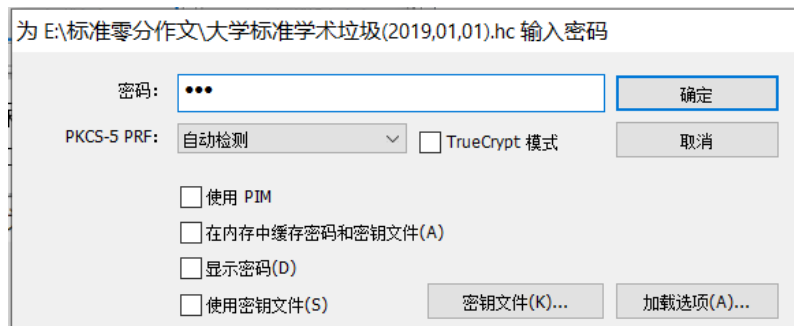 为 E:\标准零分作文\大学标准学术垃圾(2019,01,01).hc 输入密码
密码: ••• 确定
PKCS-5 PRF: 自动检测 TrueCrypt 模式 取消
使用 PIM
在内存中缓存密码和密钥文件(A)
显示密码(D)
使用密钥文件(S) 密钥文件(K)... 加载选项(A)...